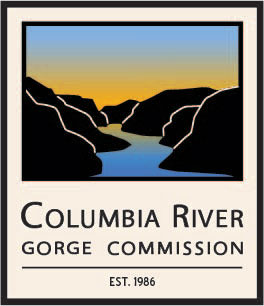 COLUMBIA RIVER
GORGE COMMISSION
EST. 1986